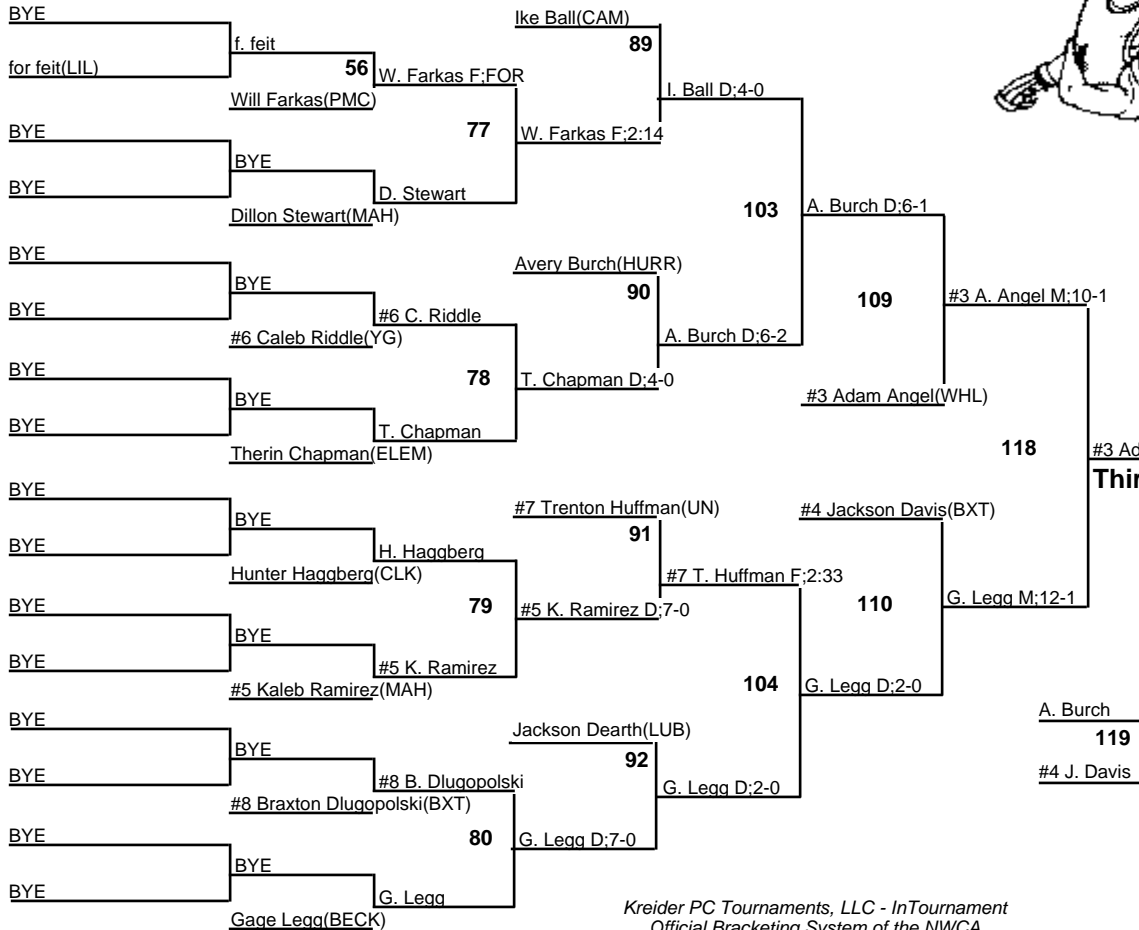 BYE
Ike Ball(CAM)
f. feit
89
for feit(LIL)
56
W. Farkas F;FOR
Will Farkas(PMC)
I. Ball D;4-0
BYE
77
W. Farkas F;2:14
BYE
BYE
D. Stewart
Dillon Stewart(MAH)
103
A. Burch D;6-1
BYE
Avery Burch(HURR)
BYE
90
109
#3 A. Angel M;10-1
BYE
#6 C. Riddle
#6 Caleb Riddle(YG)
A. Burch D;6-2
BYE
78
T. Chapman D;4-0
BYE
#3 Adam Angel(WHL)
BYE
T. Chapman
Therin Chapman(ELEM)
118
#3 Ad
Thir
BYE
#7 Trenton Huffman(UN)
#4 Jackson Davis(BXT)
BYE
91
BYE
H. Haggberg
Hunter Haggberg(CLK)
#7 T. Huffman F;2:33
BYE
79
#5 K. Ramirez D;7-0
110
G. Legg M;12-1
BYE
BYE
#5 K. Ramirez
#5 Kaleb Ramirez(MAH)
104
G. Legg D;2-0
BYE
Jackson Dearth(LUB)
A. Burch
BYE
92
119
BYE
#8 B. Dlugopolski
#4 J. Davis
#8 Braxton Dlugopolski(BXT)
G. Legg D;2-0
BYE
80
G. Legg D;7-0
BYE
BYE
G. Legg
Gage Legg(BECK)
Kreider PC Tournaments, LLC - InTournament
Official Bracketing System of the NWCA